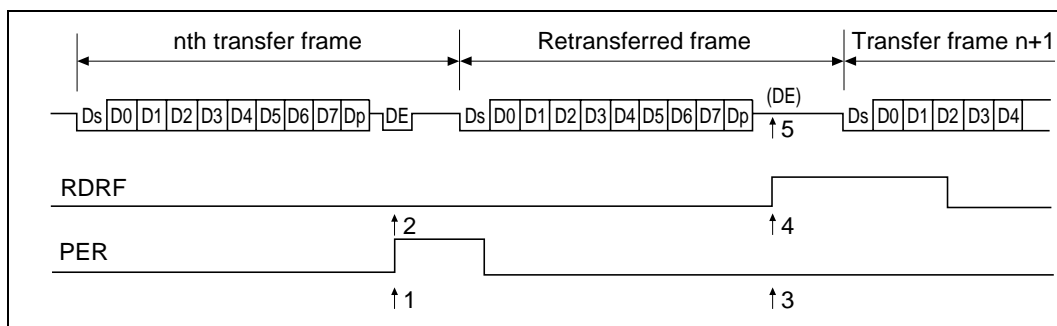 nth transfer frame Retransferred frame Transfer frame n+1
Ds D0 D1 D2 D3 D4 D5 D6 D7 Dp DE Ds D0 D1 D2 D3 D4 D5 D6 D7 Dp (DE) Ds D0 D1 D2 D3 D4
5
RDRF
2 4
PER
1 3